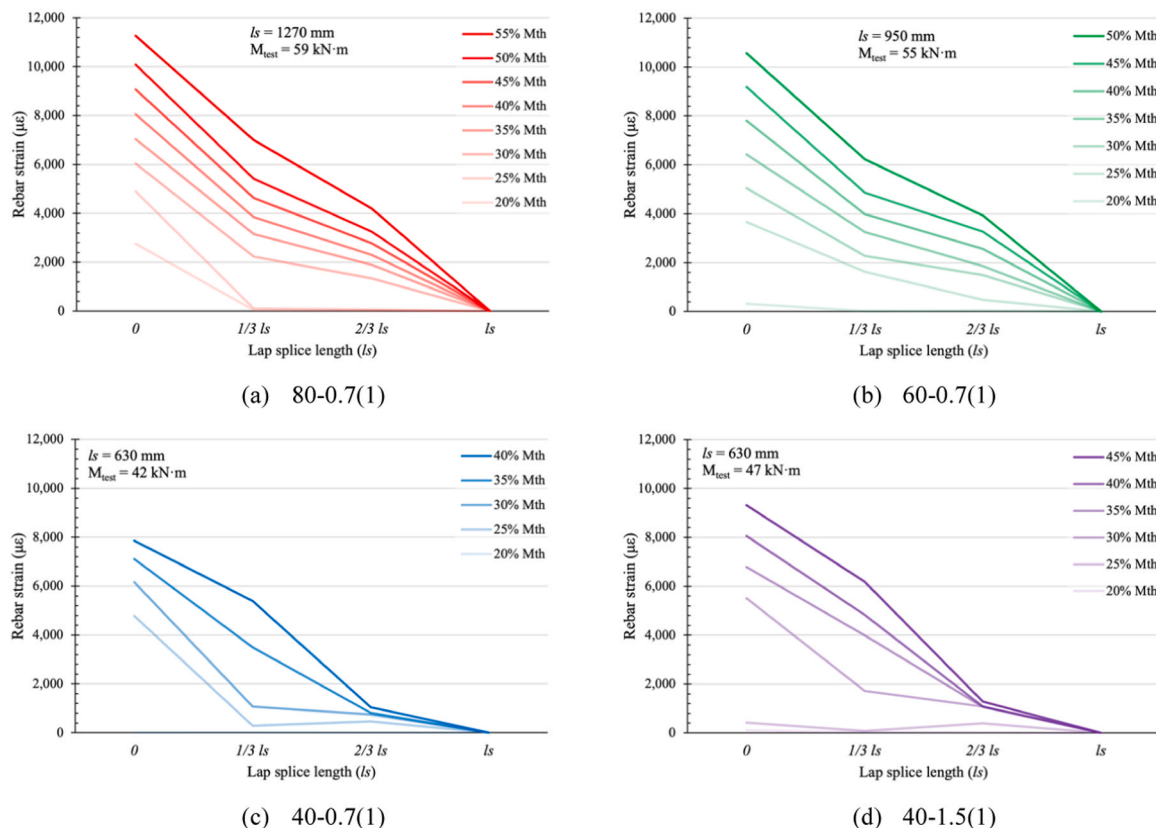 12,000
10,000
8,000
6,000
4,000
2,000
0
Rebar strain (με)
ls = 1270 mm
Mtest = 59 kN·m
55% Mth
50% Mth
45% Mth
40% Mth
35% Mth
30% Mth
25% Mth
20% Mth
0
1/3 ls
2/3 ls
ls
Lap splice length (ls)
(a) 80-0.7(1)
12,000
10,000
8,000
6,000
4,000
2,000
0
Rebar strain (με)
ls = 950 mm
Mtest = 55 kN·m
50% Mth
45% Mth
40% Mth
35% Mth
30% Mth
25% Mth
20% Mth
0
1/3 ls
2/3 ls
ls
Lap splice length (ls)
(b) 60-0.7(1)
12,000
10,000
8,000
6,000
4,000
2,000
0
Rebar strain (με)
ls = 630 mm
Mtest = 42 kN·m
40% Mth
35% Mth
30% Mth
25% Mth
20% Mth
0
1/3 ls
2/3 ls
ls
Lap splice length (ls)
(c) 40-0.7(1)
12,000
10,000
8,000
6,000
4,000
2,000
0
Rebar strain (με)
ls = 630 mm
Mtest = 47 kN·m
45% Mth
40% Mth
35% Mth
30% Mth
25% Mth
20% Mth
0
1/3 ls
2/3 ls
ls
Lap splice length (ls)
(d) 40-1.5(1)